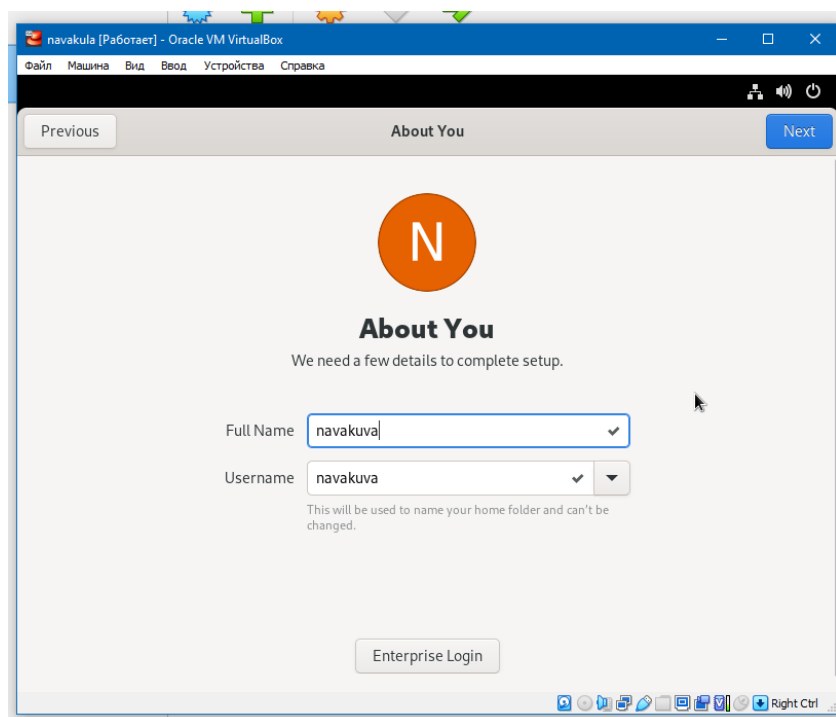 navakula [Работает] - Oracle VM VirtualBox
Файл Машина Вид Ввод Устройства Справка
Previous About You Next
N
About You
We need a few details to complete setup.
Full Name navakuva
Username navakuva
This will be used to name your home folder and can't be
changed.
Enterprise Login
Right Ctrl